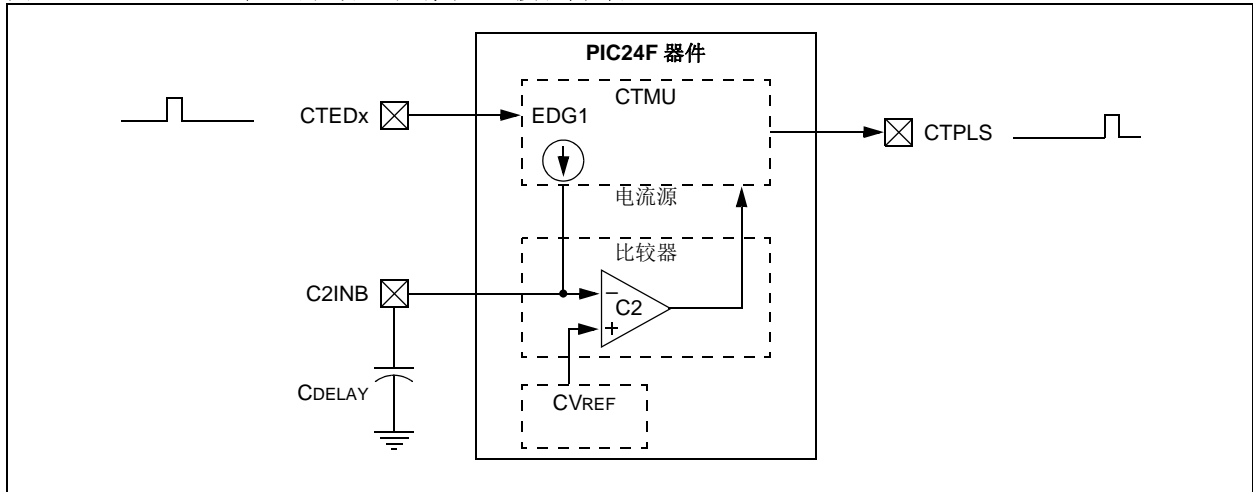 PIC24F 器件
CTMU
CTEDx
EDG1
CTPLS
电流源
比较器
C2INB
−
C2
+
CDELAY
CVREF